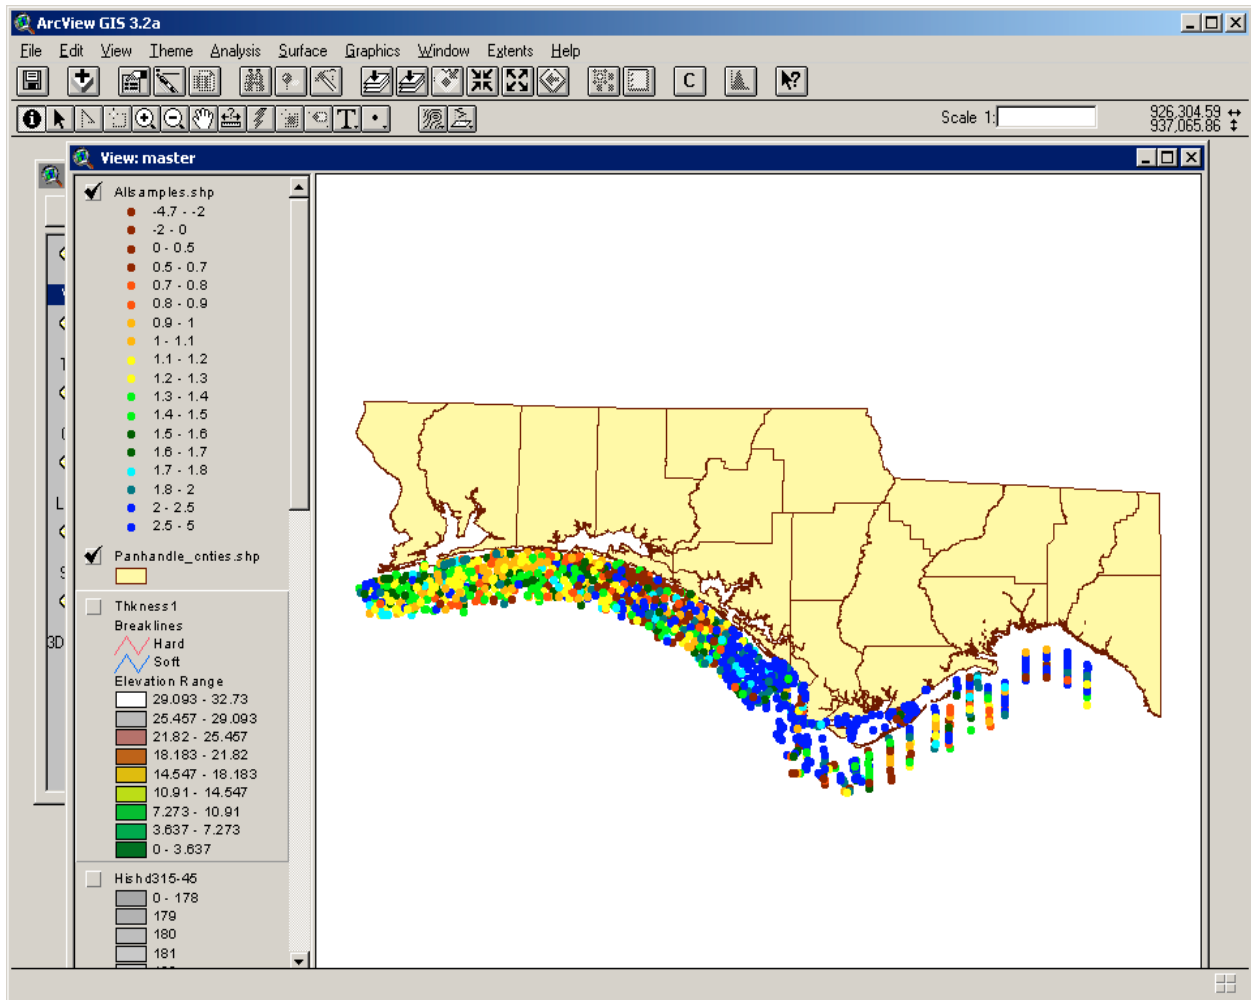 ArcView GIS 3.2a
File Edit View Theme Analysis Surface Graphics Window Extents Help
C
T
Scale 1:
926,304.59
937,065.86
View: master
Allsamples.shp
-4.7 - -2
-2 - 0
0 - 0.5
0.5 - 0.7
0.7 - 0.8
0.8 - 0.9
0.9 - 1
1 - 1.1
1.1 - 1.2
1.2 - 1.3
1.3 - 1.4
1.4 - 1.5
1.5 - 1.6
1.6 - 1.7
1.7 - 1.8
1.8 - 2
2 - 2.5
2.5 - 5
Panhandle_cnties.shp
Thkness1
Breaklines
Hard
Soft
Elevation Range
29.093 - 32.73
25.457 - 29.093
21.82 - 25.457
18.183 - 21.82
14.547 - 18.183
10.91 - 14.547
7.273 - 10.91
3.637 - 7.273
0 - 3.637
Hishd315-45
0 - 178
179
180
181
3D